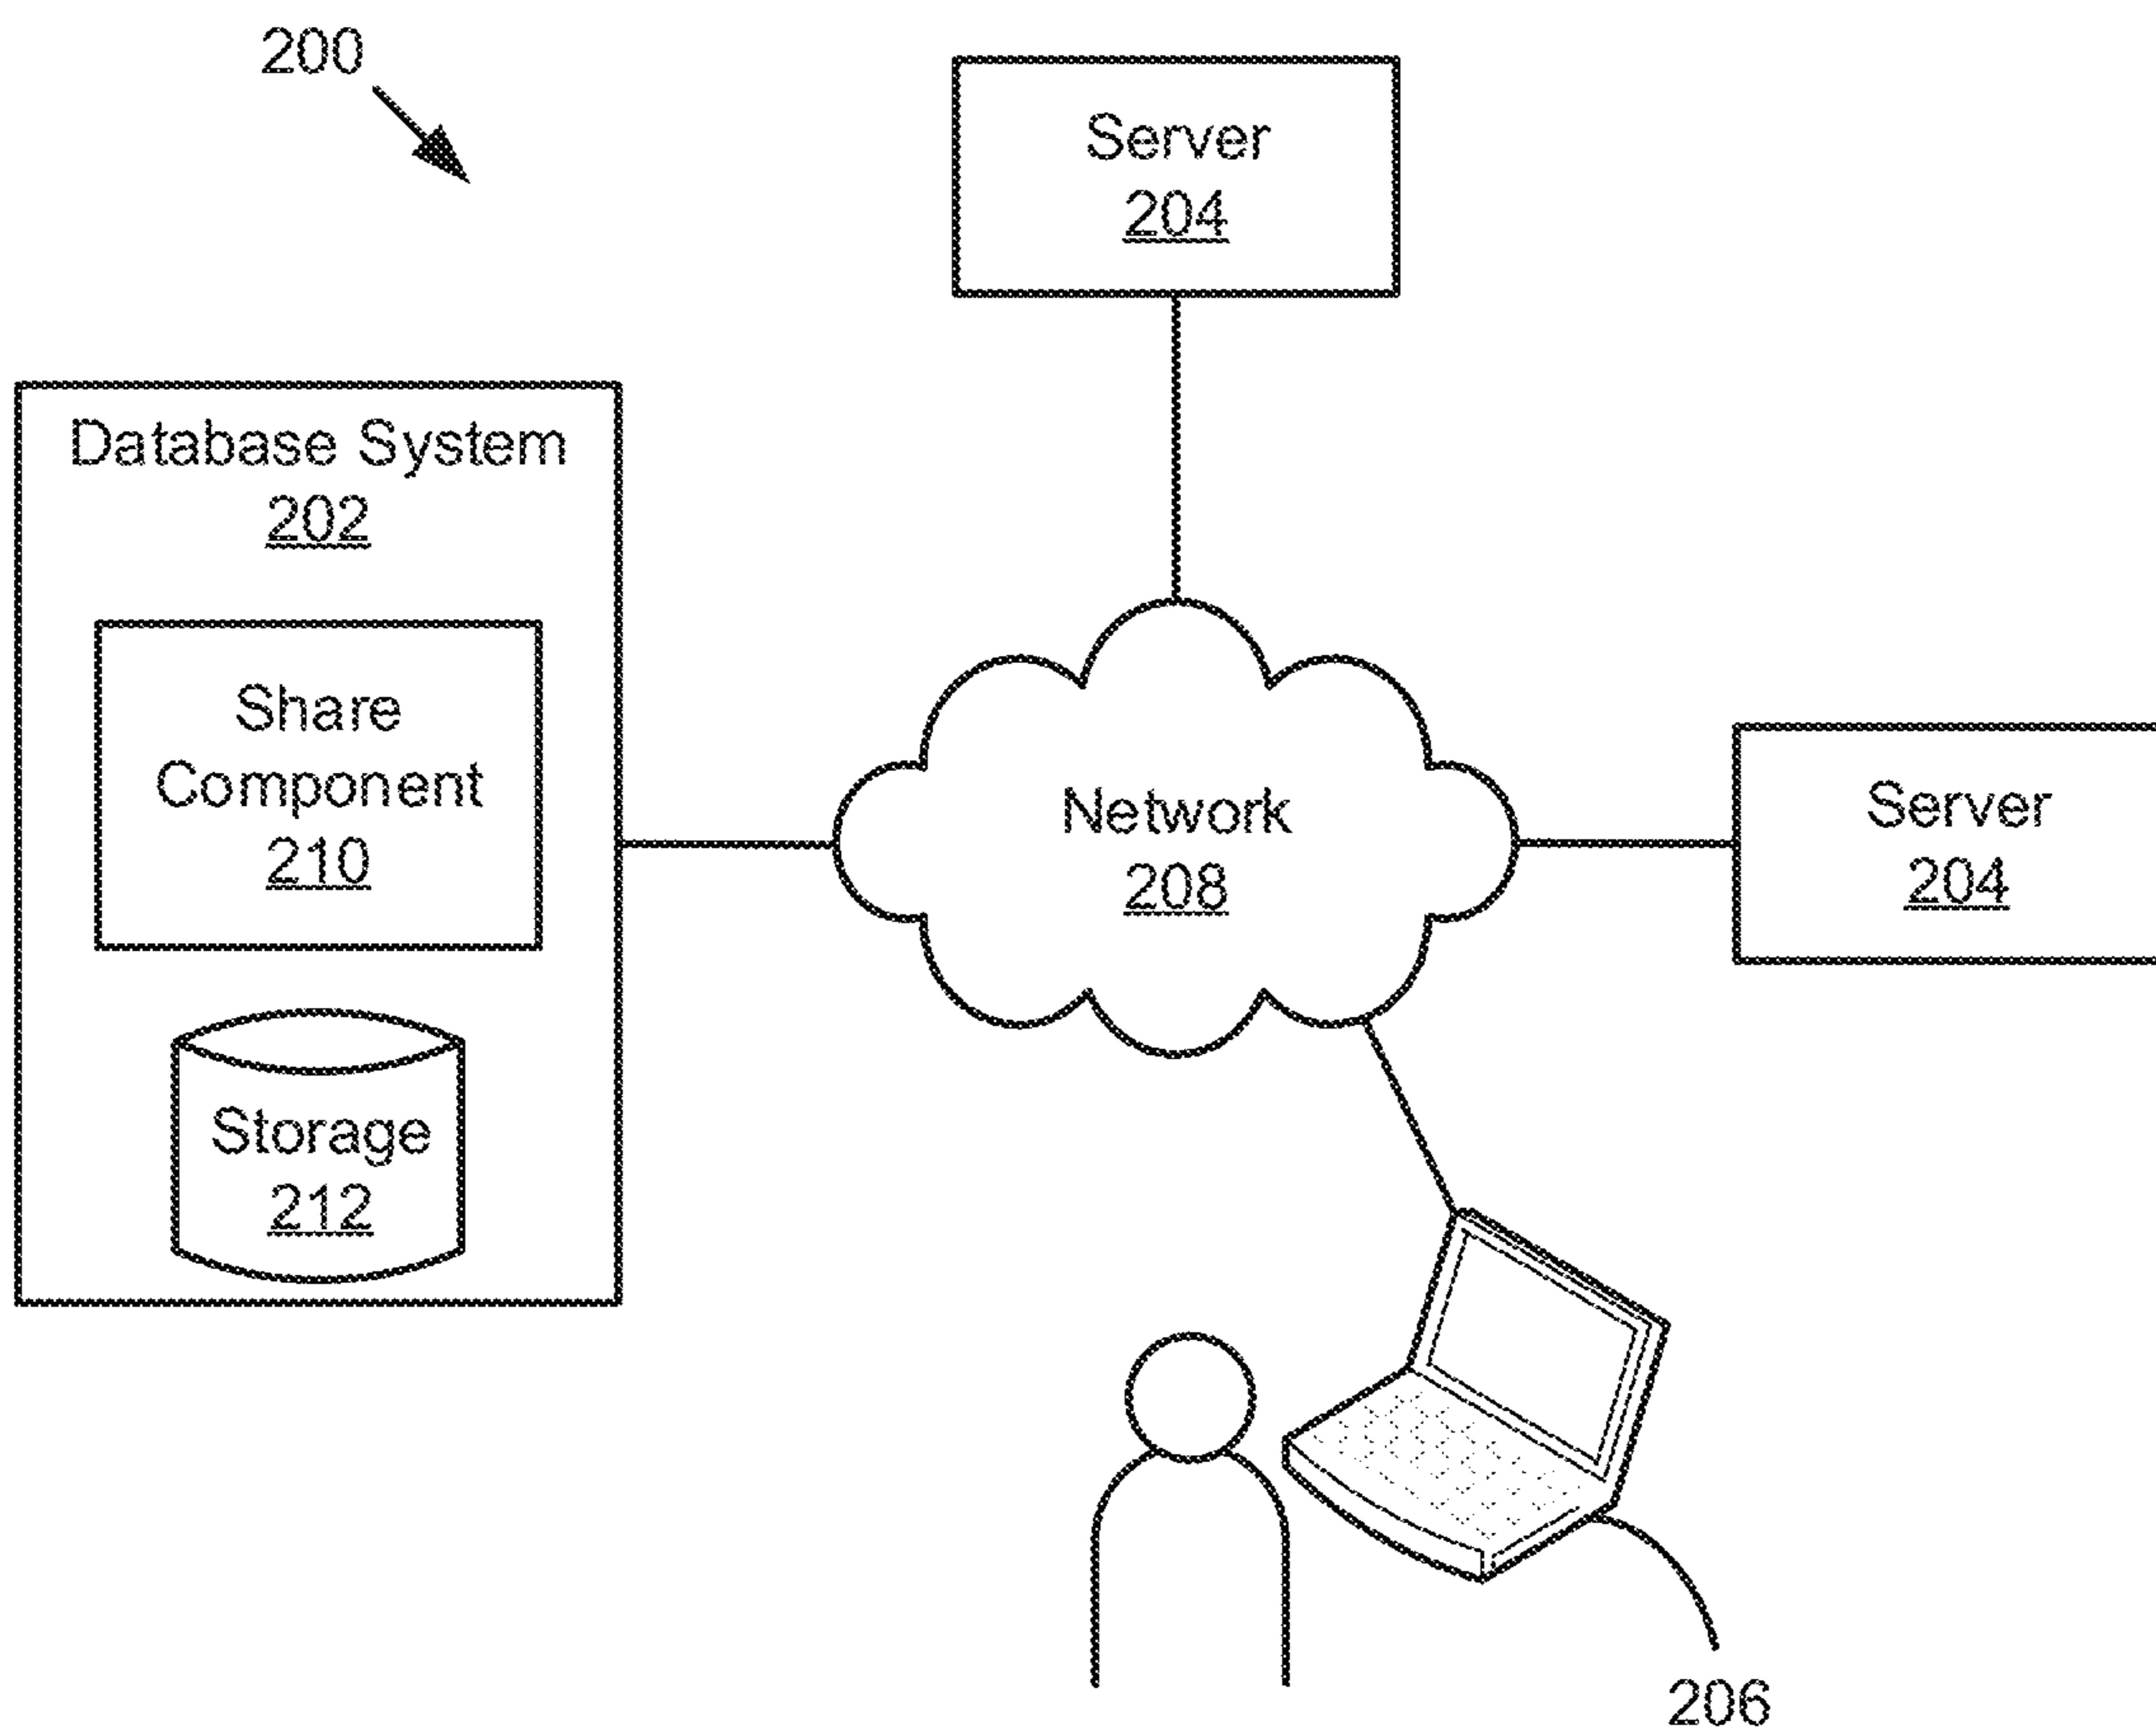 200
Server
204
Database System
202
Share
Component
210
Storage
212
Network
208
Server
204
206